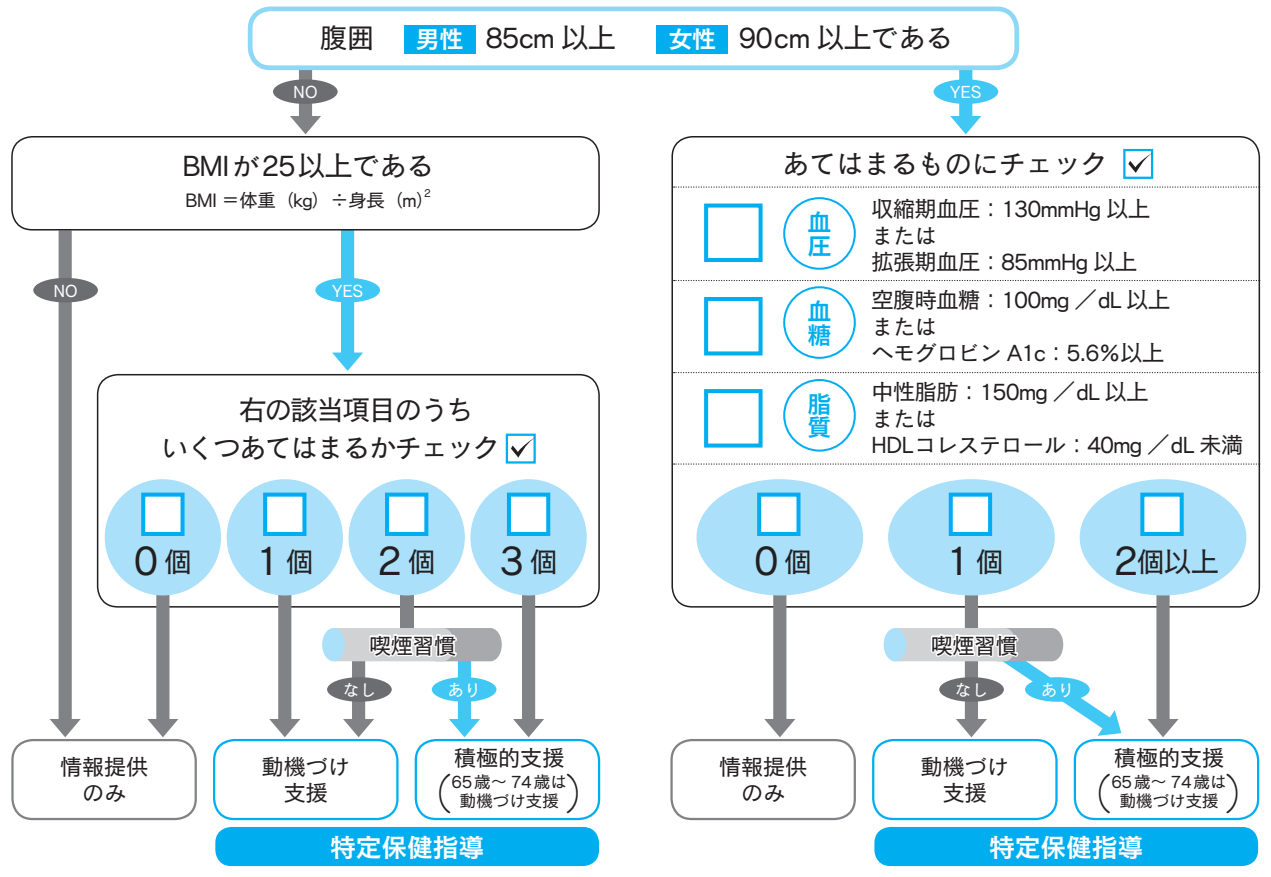 腹囲 男性 85cm 以上 女性 90cm 以上である
NO
YES
BMIが25以上である
BMI＝体重（kg）÷身長（m）²
NO
YES
右の該当項目のうち
いくつあてはまるかチェック
0個 1個 2個 3個
喫煙習慣
なし あり
情報提供
のみ
動機づけ
支援
積極的支援
（65歳～74歳は
動機づけ支援）
特定保健指導
あてはまるものにチェック
血圧
収縮期血圧：130mmHg 以上
または
拡張期血圧：85mmHg 以上
血糖
空腹時血糖：100mg／dL 以上
または
ヘモグロビン A1c：5.6%以上
脂質
中性脂肪：150mg／dL 以上
または
HDLコレステロール：40mg／dL 未満
0個 1個 2個以上
喫煙習慣
なし あり
情報提供
のみ
動機づけ
支援
積極的支援
（65歳～74歳は
動機づけ支援）
特定保健指導